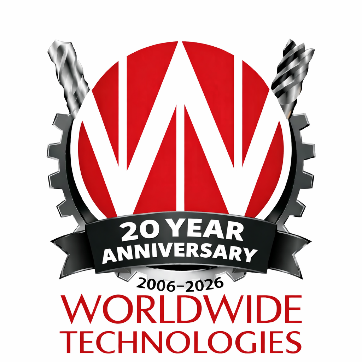 W
20 YEAR
ANNIVERSARY
2006-2026
WORLDWIDE
TECHNOLOGIES